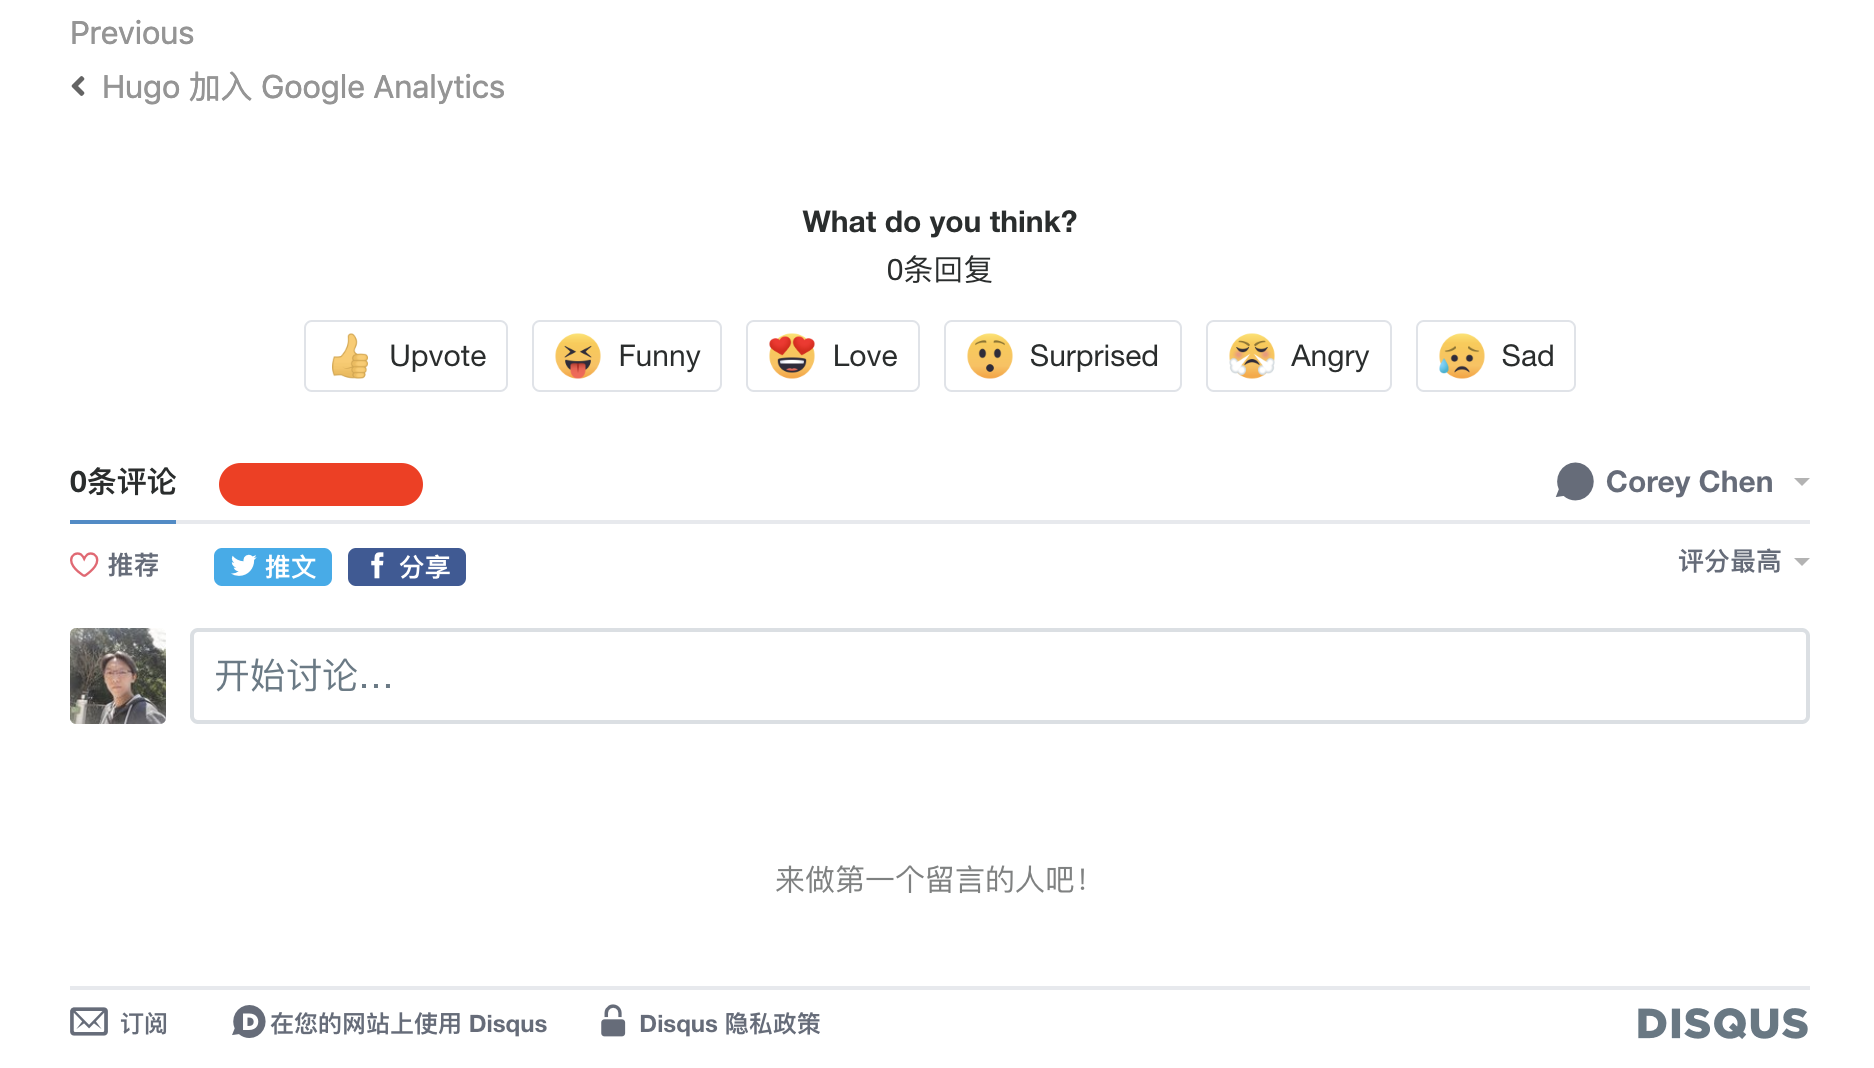 Previous
Hugo 加入 Google Analytics
What do you think?
0条回复
Upvote
Funny
Love
Surprised
Angry
Sad
0条评论
Corey Chen
推荐
推文
分享
评分最高
开始讨论...
来做第一个留言的人吧！
订阅
在您的网站上使用 Disqus
Disqus 隐私政策
DISQUS